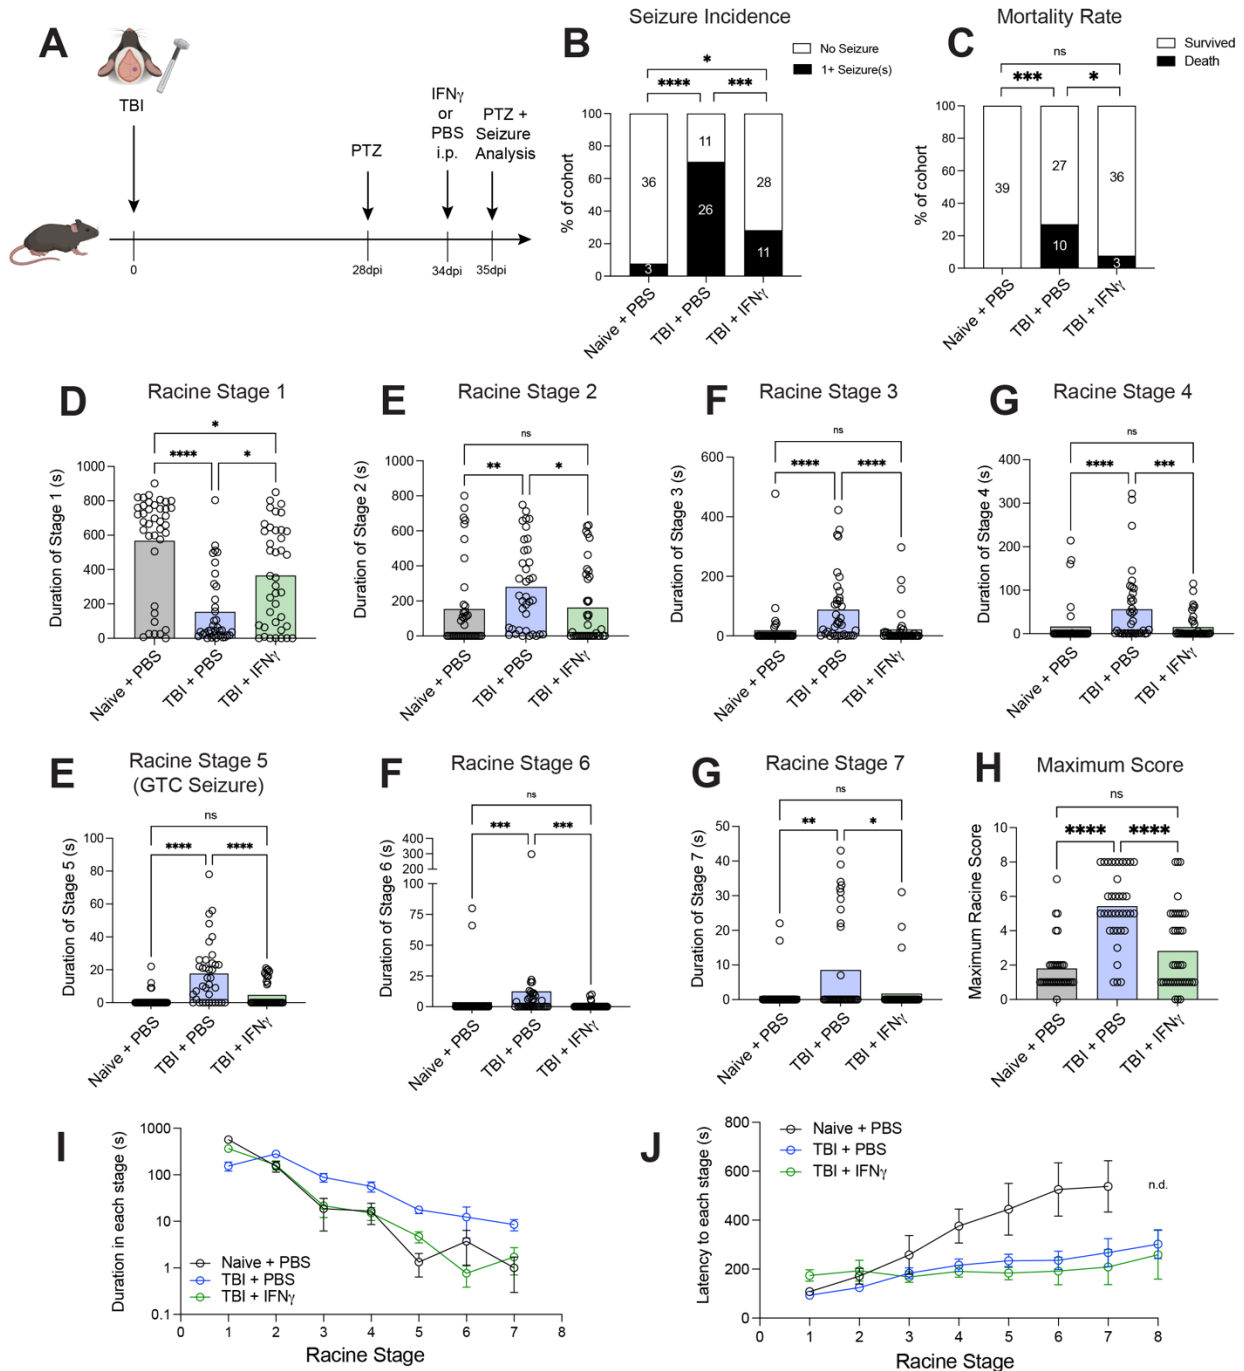 A
TBI
PTZ
IFNγ
or
PBS
i.p.
PTZ +
Seizure
Analysis
0
28dpi
34dpi
35dpi
B
Seizure Incidence
No Seizure
1+ Seizure(s)
*
**** ***
% of cohort
100
80
60
40
20
0
36
3
11
26
28
11
Naive + PBS
TBI + PBS
TBI + IFNγ
C
Mortality Rate
Survived
Death
ns
*** *
% of cohort
100
80
60
40
20
0
39
27
10
36
3
Naive + PBS
TBI + PBS
TBI + IFNγ
D
Racine Stage 1
*
**** *
Duration of Stage 1 (s)
1000
800
600
400
200
0
Naive + PBS
TBI + PBS
TBI + IFNγ
E
Racine Stage 2
ns
** *
Duration of Stage 2 (s)
1000
800
600
400
200
0
Naive + PBS
TBI + PBS
TBI + IFNγ
F
Racine Stage 3
ns
**** ****
Duration of Stage 3 (s)
600
400
200
0
Naive + PBS
TBI + PBS
TBI + IFNγ
G
Racine Stage 4
ns
**** ***
Duration of Stage 4 (s)
400
300
200
100
0
Naive + PBS
TBI + PBS
TBI + IFNγ
E
Racine Stage 5
(GTC Seizure)
ns
**** ****
Duration of Stage 5 (s)
100
80
60
40
20
0
Naive + PBS
TBI + PBS
TBI + IFNγ
F
Racine Stage 6
ns
*** ***
Duration of Stage 6 (s)
400
300
200
100
75
50
25
0
Naive + PBS
TBI + PBS
TBI + IFNγ
G
Racine Stage 7
ns
** *
Duration of Stage 7 (s)
50
40
30
20
10
0
Naive + PBS
TBI + PBS
TBI + IFNγ
H
Maximum Score
ns
**** ****
Maximum Racine Score
10
8
6
4
2
0
Naive + PBS
TBI + PBS
TBI + IFNγ
I
Duration in each stage (s)
1000
100
10
1
0.1
Naive + PBS
TBI + PBS
TBI + IFNγ
0 1 2 3 4 5 6 7 8
Racine Stage
J
Latency to each stage (s)
800
600
400
200
0
Naive + PBS
TBI + PBS
TBI + IFNγ
n.d.
0 1 2 3 4 5 6 7 8
Racine Stage